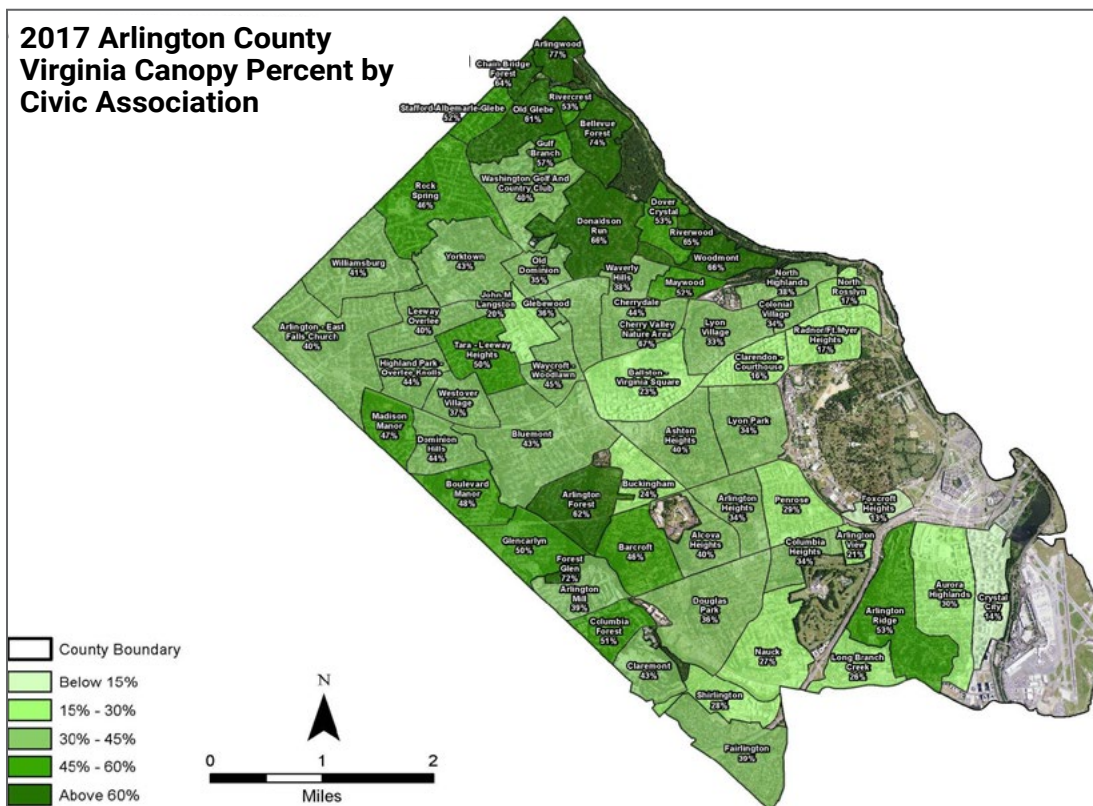 2017 Arlington County
Virginia Canopy Percent by
Civic Association
Arlingwood
77%
Chain Bridge
Forest
64%
Stafford-Albemarle-Glebe
52%
Old Glebe
61%
Rivercrest
53%
Bellevue
Forest
74%
Gulf
Branch
57%
Washington Golf And
Country Club
40%
Rock
Spring
46%
Donaldson
Run
66%
Dover
Crystal
53%
Riverwood
65%
Woodmont
66%
Williamsburg
41%
Yorktown
43%
Old
Dominion
35%
Waverly
Hills
38%
Maywood
52%
North
Highlands
38%
North
Rosslyn
17%
John M
Langston
20%
Glebewood
36%
Cherrydale
44%
Colonial
Village
34%
Leeway
Overlee
40%
Cherry Valley
Nature Area
67%
Lyon
Village
33%
Radnor/Ft.Myer
Heights
17%
Arlington - East
Falls Church
40%
Tara - Leeway
Heights
50%
Highland Park -
Overlee Knolls
44%
Waycroft -
Woodlawn
45%
Clarendon -
Courthouse
16%
Ballston -
Virginia Square
23%
Westover
Village
37%
Madison
Manor
47%
Dominion
Hills
44%
Bluemont
43%
Ashton
Heights
40%
Lyon Park
34%
Boulevard
Manor
48%
Arlington
Forest
62%
Buckingham
24%
Arlington
Heights
34%
Penrose
29%
Foxcroft
Heights
13%
Glencarlyn
50%
Barcroft
46%
Alcova
Heights
40%
Columbia
Heights
34%
Arlington
View
21%
Forest
Glen
72%
Arlington
Mill
39%
Douglas
Park
36%
Arlington
Ridge
53%
Aurora
Highlands
30%
Crystal
City
14%
Columbia
Forest
51%
Claremont
43%
Nauck
27%
Long Branch
Creek
Shirlington
28%
Fairlington
39%
County Boundary
Below 15%
15% - 30%
30% - 45%
45% - 60%
Above 60%
N
0 1 2
Miles